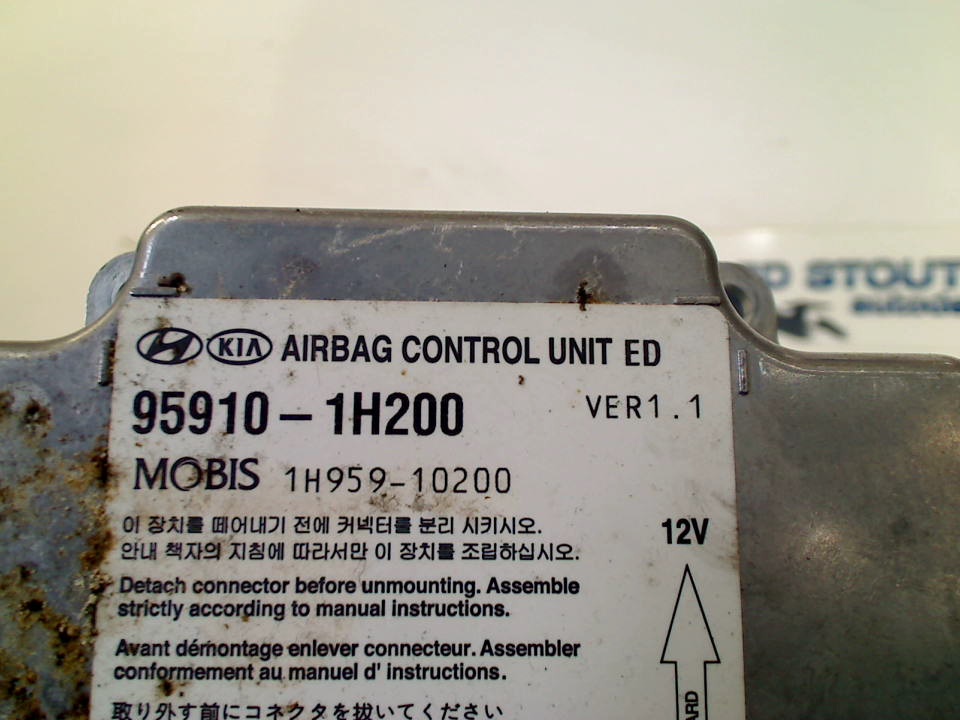 KIA AIRBAG CONTROL UNIT ED
95910-1H200 VER1.1
MOBIS 1H959-10200
이 장치를 떼어내기 전에 커넥터를 분리 시키시오.
안내 책자의 지침에 따라서만 이 장치를 조립하십시오.
12V
Detach connector before unmounting. Assemble
strictly according to manual instructions.
Avant démontage enlever connecteur. Assembler
conformement au manuel d' instructions.
取り外す前にコネクタを抜いてください
STOUT